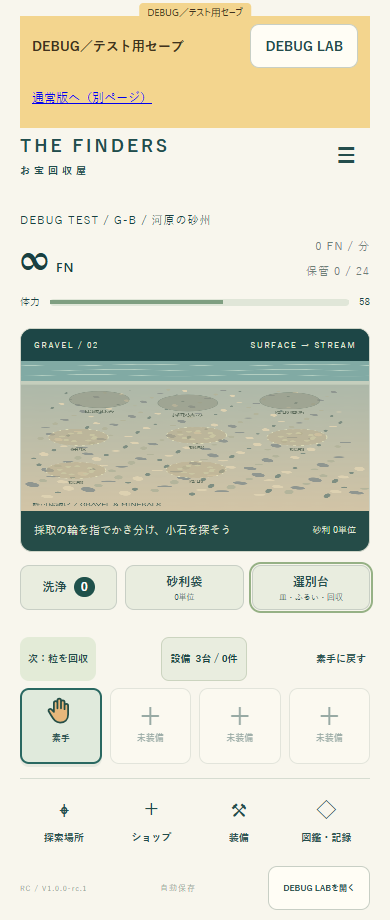 DEBUG／テスト用セーブ
DEBUG／テスト用セーブ
DEBUG LAB
通常版へ（別ページ）
THE FINDERS
お宝回収屋
DEBUG TEST / G-B / 河原の砂州
∞ FN
0 FN / 分
保管 0 / 24
体力
58
GRAVEL / 02
SURFACE → STREAM
採取の輪を指でかき分け、小石を探そう
砂利 0単位
洗浄 0
砂利袋
0単位
選別台
皿・ふるい・回収
次：粒を回収
設備 3台 / 0件
素手に戻す
素手
未装備
未装備
未装備
探索場所
ショップ
装備
図鑑・記録
RC / V1.0.0-rc.1
自動保存
DEBUG LABを開く